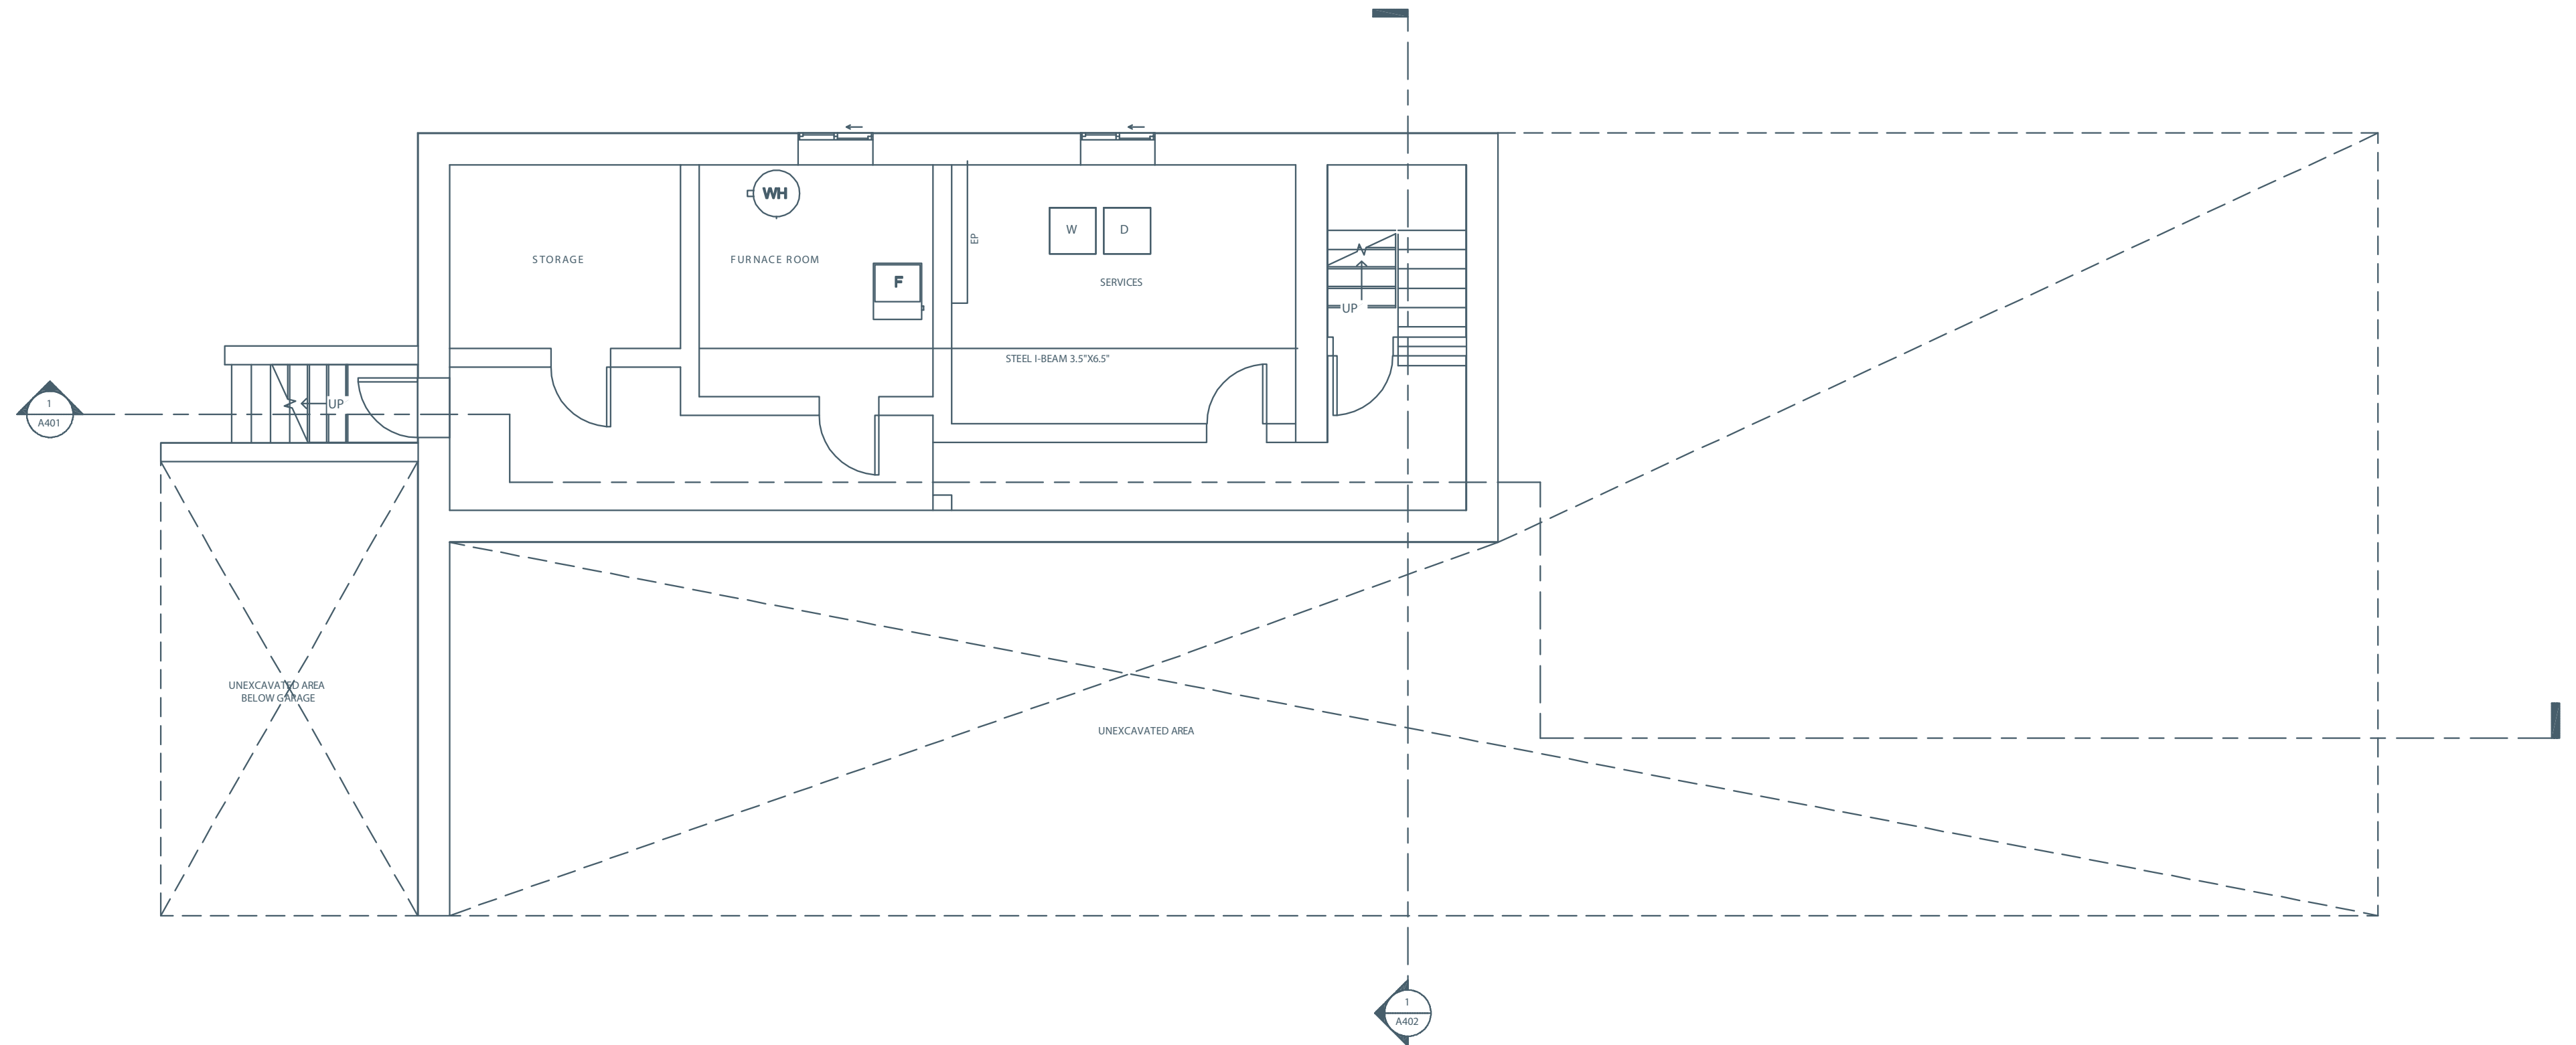 WH
EP
W
D
STORAGE
FURNACE ROOM
F
SERVICES
UP
STEEL I-BEAM 3.5"X6.5"
1
A401
UP
UNEXCAVATED AREA
BELOW GARAGE
UNEXCAVATED AREA
1
A402